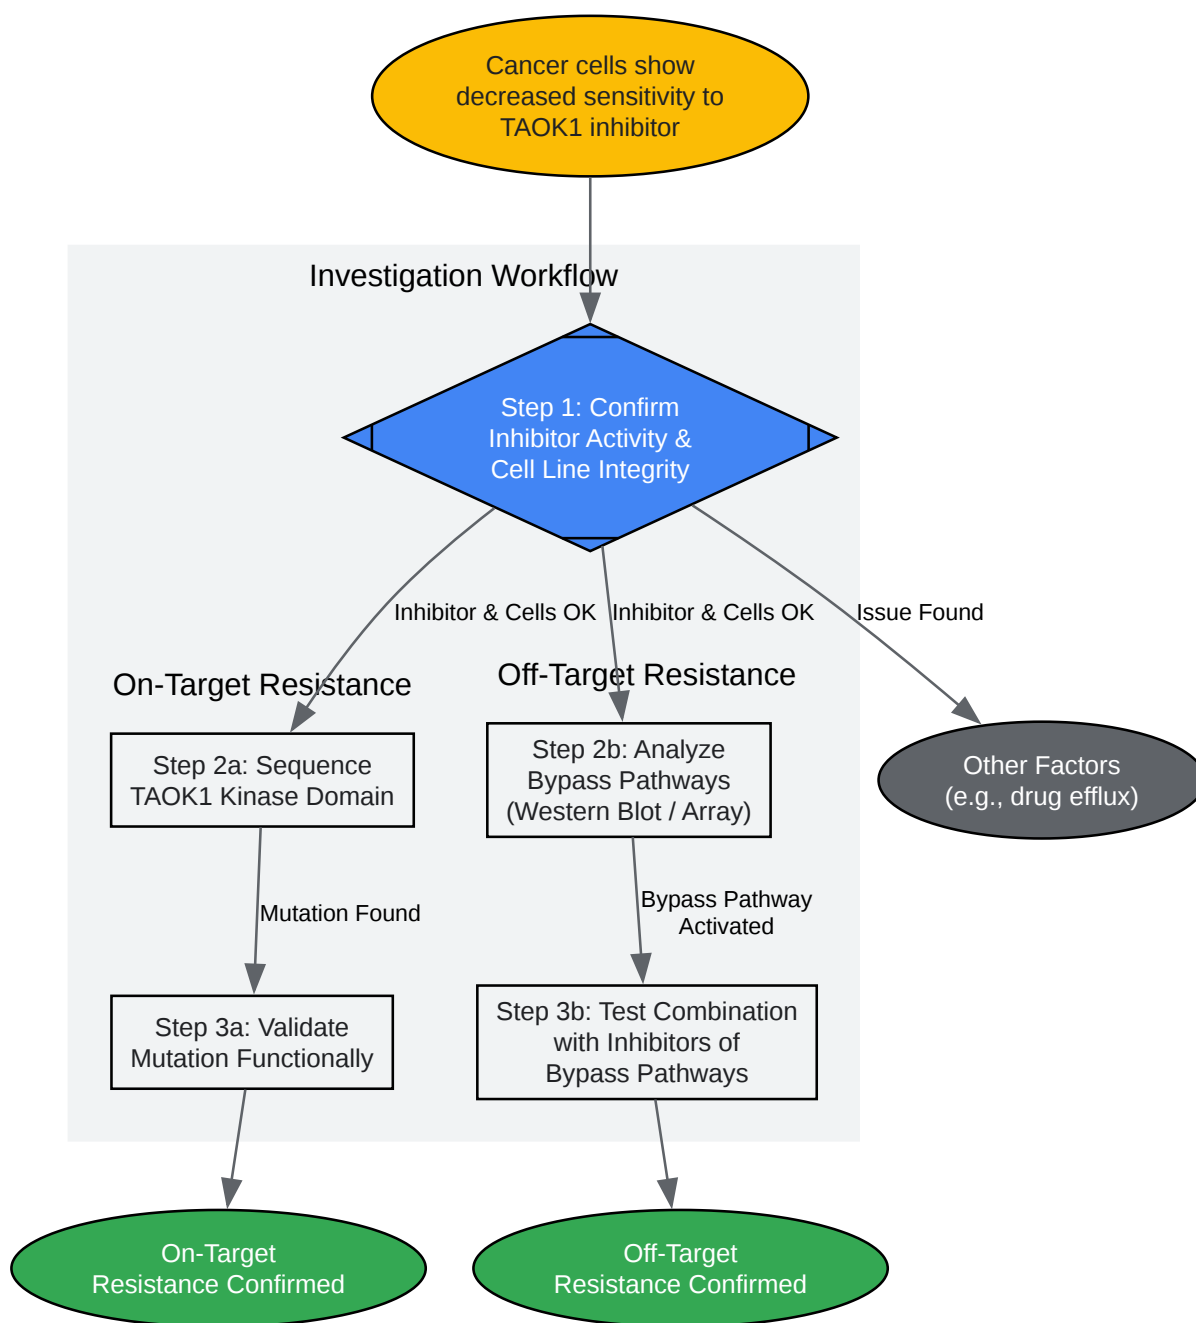 Cancer cells show
decreased sensitivity to
TAOK1 inhibitor
Investigation Workflow
Step 1: Confirm
Inhibitor Activity &
Cell Line Integrity
Inhibitor & Cells OK
Inhibitor & Cells OK
Issue Found
On-Target Resistance
Off-Target Resistance
Step 2a: Sequence
TAOK1 Kinase Domain
Step 2b: Analyze
Bypass Pathways
(Western Blot / Array)
Other Factors
(e.g., drug efflux)
Mutation Found
Bypass Pathway
Activated
Step 3a: Validate
Mutation Functionally
Step 3b: Test Combination
with Inhibitors of
Bypass Pathways
On-Target
Resistance Confirmed
Off-Target
Resistance Confirmed